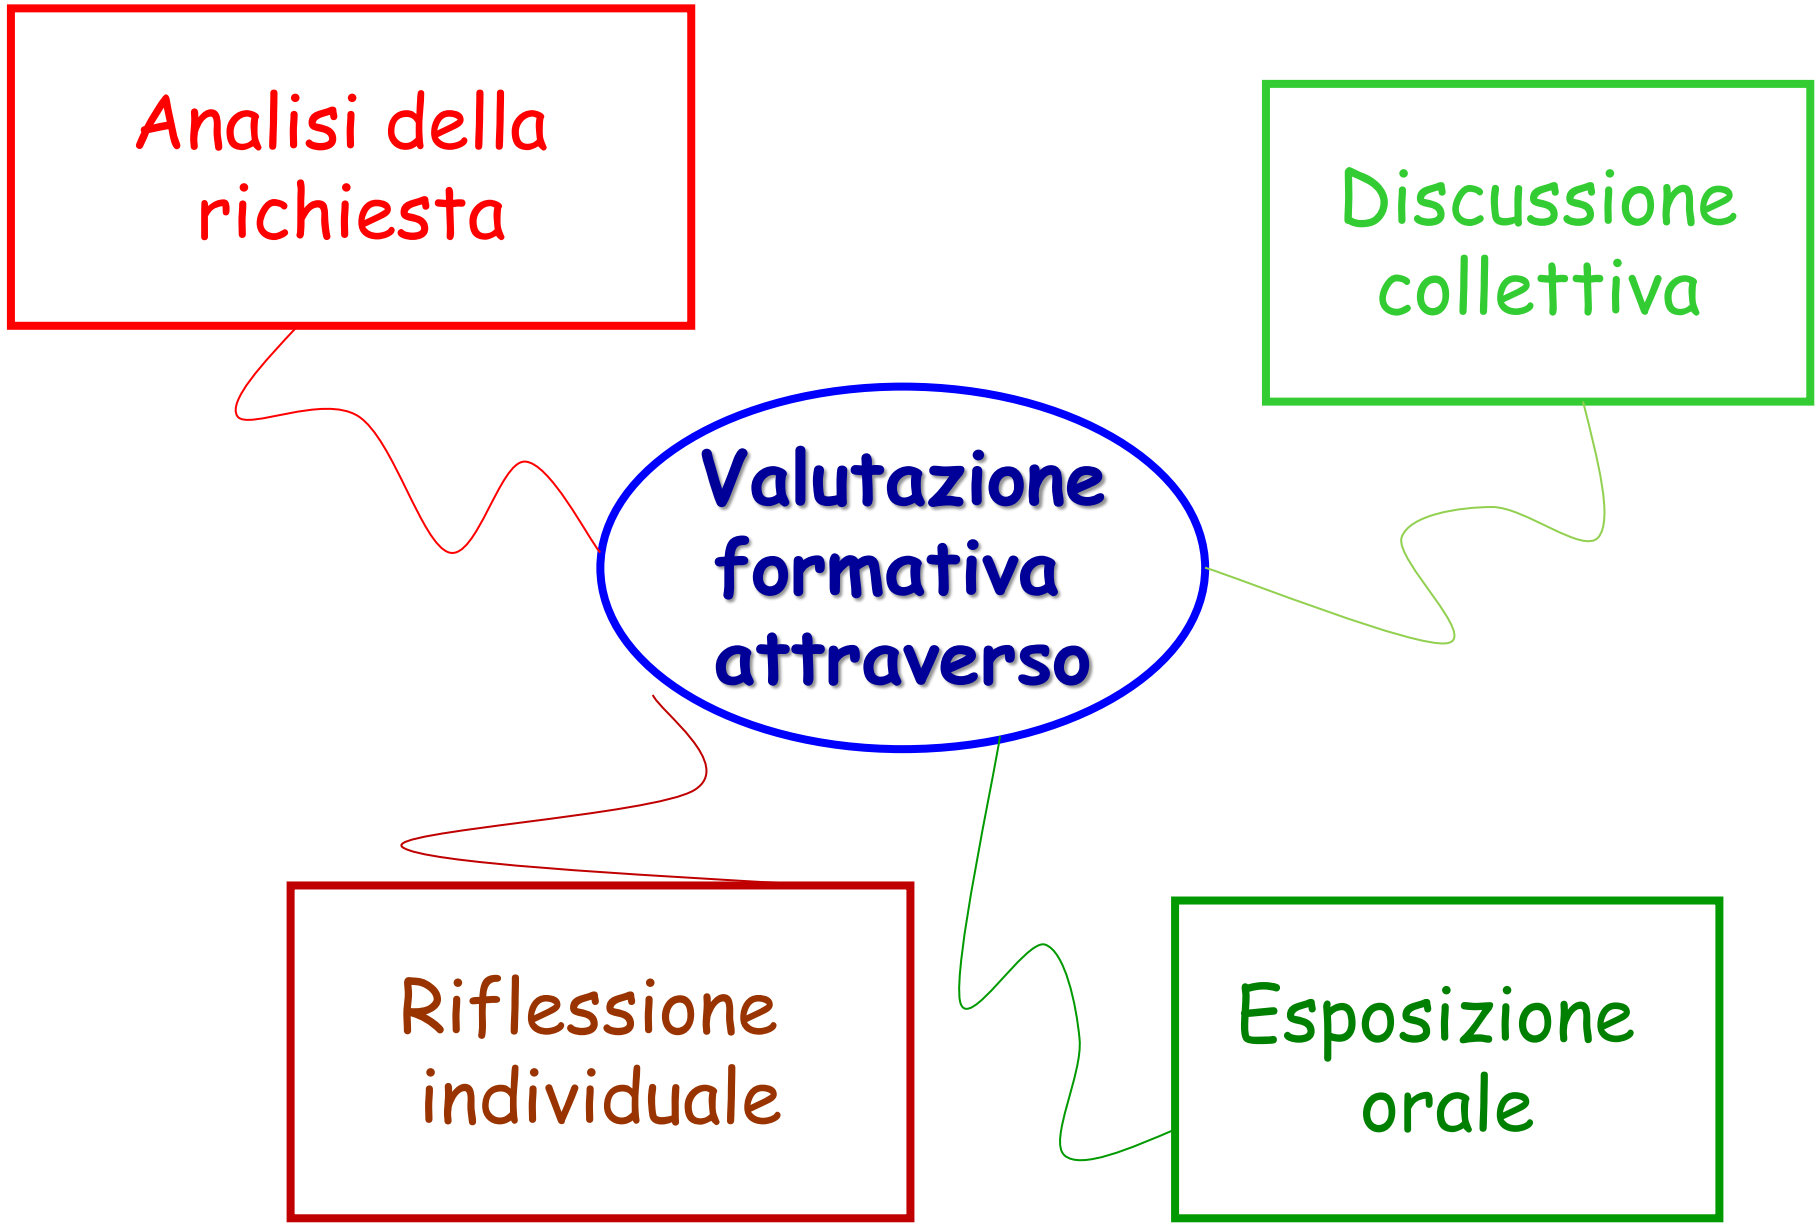 Analisi della
richiesta
Discussione
collettiva
Valutazione
formativa
attraverso
Riflessione
individuale
Esposizione
orale